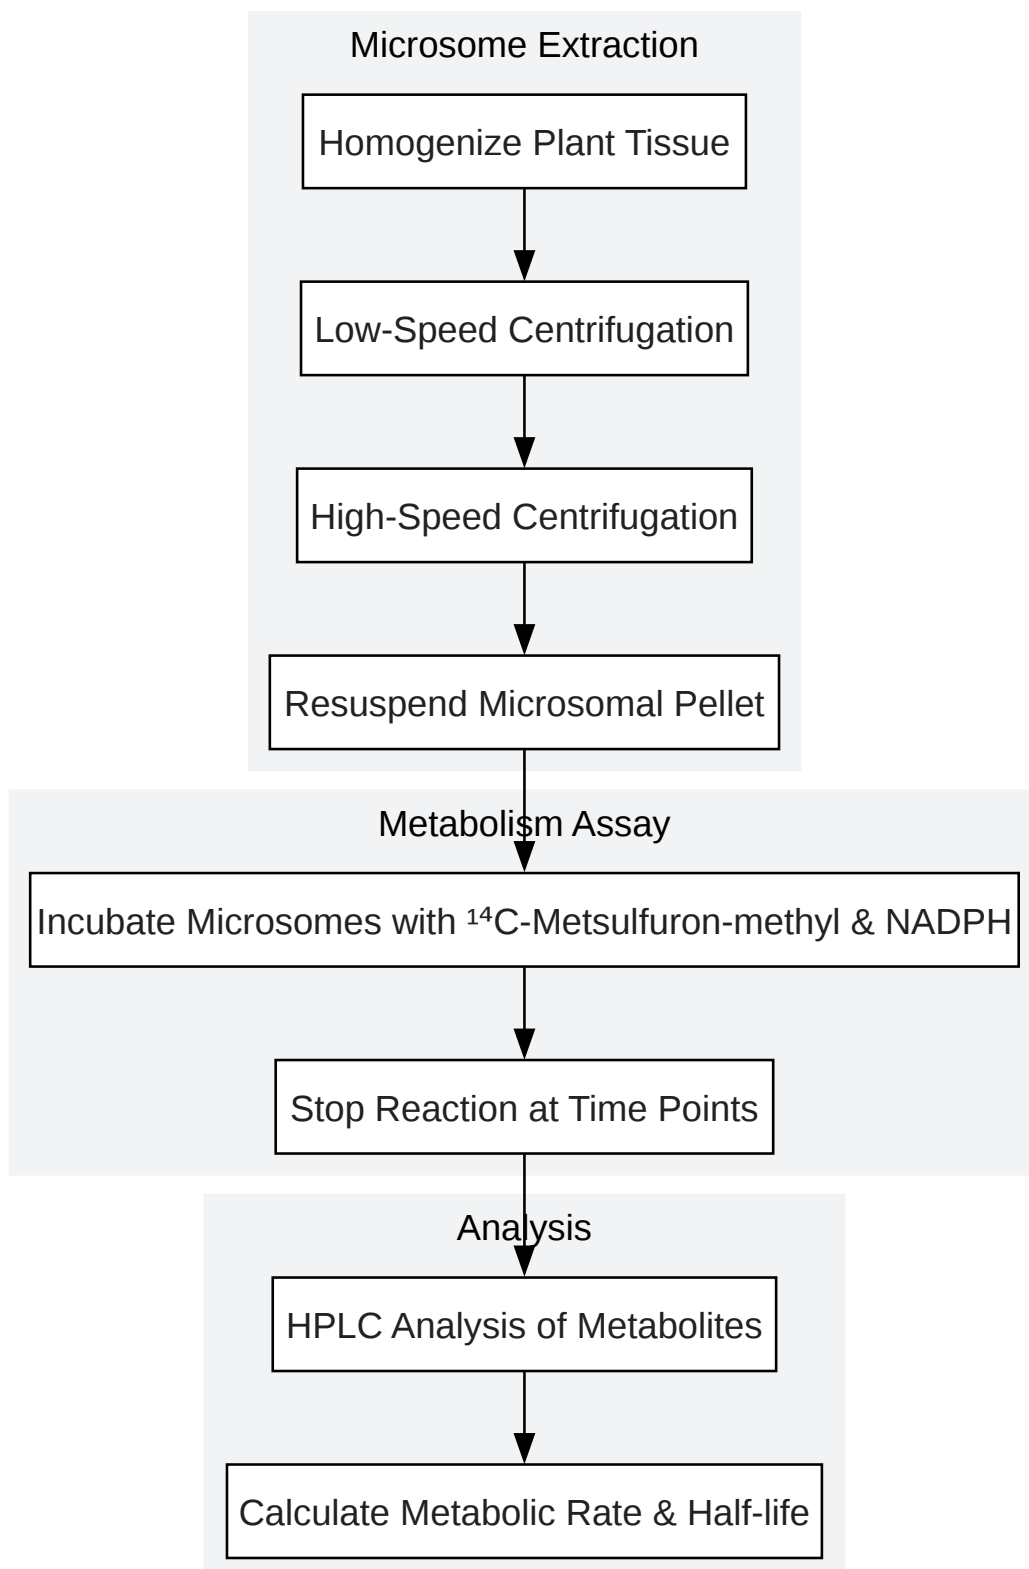 Microsome Extraction
Homogenize Plant Tissue
Low-Speed Centrifugation
High-Speed Centrifugation
Resuspend Microsomal Pellet
Metabolism Assay
Incubate Microsomes with ¹⁴C-Metsulfuron-methyl & NADPH
Stop Reaction at Time Points
Analysis
HPLC Analysis of Metabolites
Calculate Metabolic Rate & Half-life